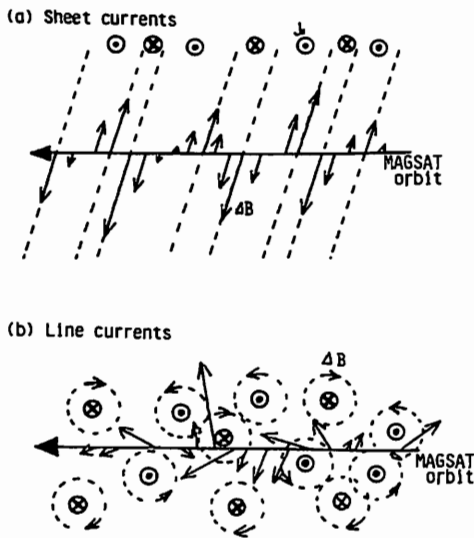 (a) Sheet currents
J
MAGSAT
orbit
ΔB
(b) Line currents
ΔB
MAGSAT
orbit